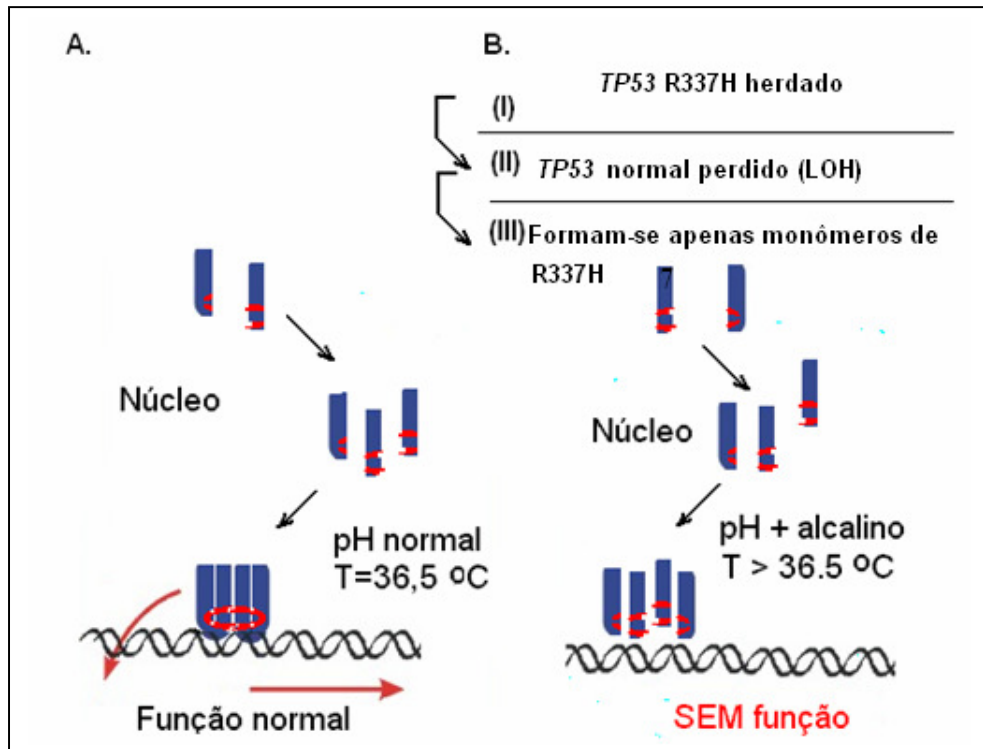 A.
B.
TP53 R337H herdado
(I)
(II) TP53 normal perdido (LOH)
(III) Formam-se apenas monômeros de
R337H
7
Núcleo
pH normal
T=36,5 ºC
Função normal
Núcleo
pH + alcalino
T > 36.5 ºC
SEM função